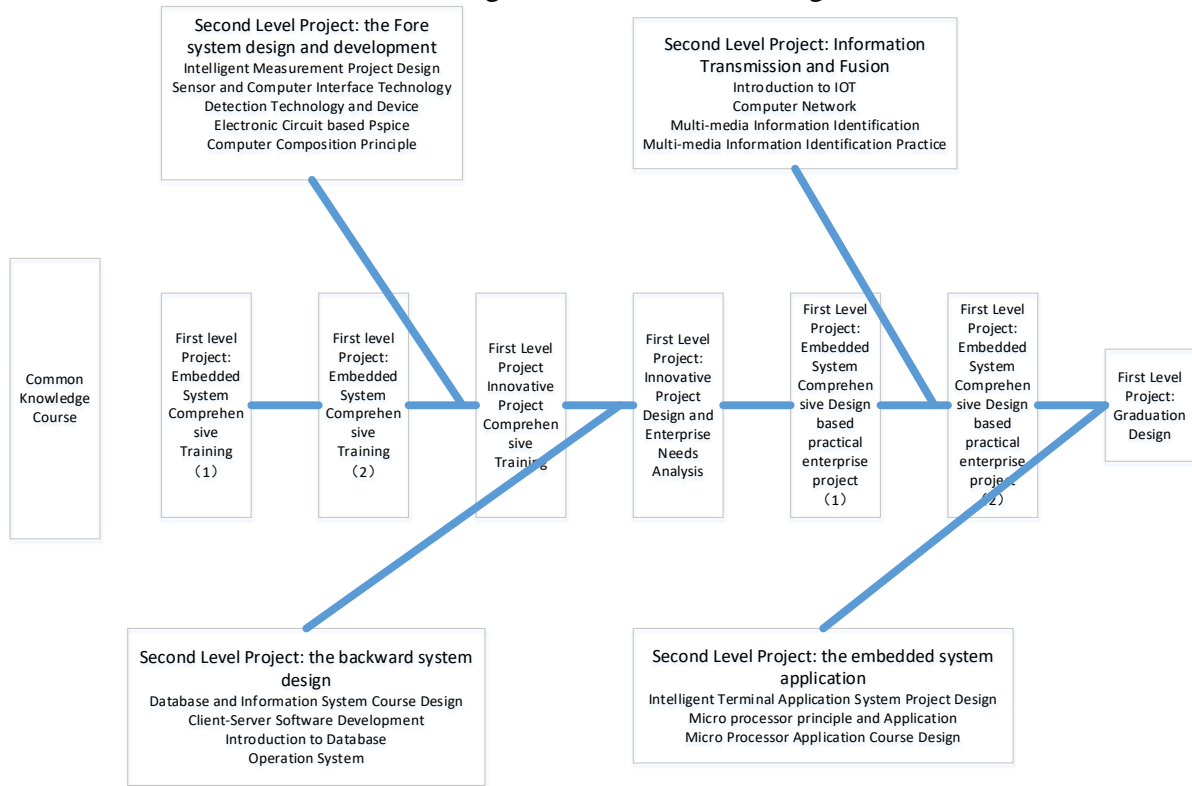 Second Level Project: the Fore
system design and development
Intelligent Measurement Project Design
Sensor and Computer Interface Technology
Detection Technology and Device
Electronic Circuit based Pspice
Computer Composition Principle
Second Level Project: Information
Transmission and Fusion
Introduction to IOT
Computer Network
Multi-media Information Identification
Multi-media Information Identification Practice
Common
Knowledge
Course
First level
Project:
Embedded
System
Comprehen
sive
Training
（1）
First level
Project:
Embedded
System
Comprehen
sive
Training
（2）
First Level
Project
Innovative
Project
Comprehen
sive
Training
First Level
Project:
Innovative
Project
Design and
Enterprise
Needs
Analysis
First Level
Project:
Embedded
System
Comprehen
sive Design
based
practical
enterprise
project
（1）
First Level
Project:
Embedded
System
Comprehen
sive Design
based
practical
enterprise
project
（2）
First Level
Project:
Graduation
Design
Second Level Project: the backward system
design
Database and Information System Course Design
Client-Server Software Development
Introduction to Database
Operation System
Second Level Project: the embedded system
application
Intelligent Terminal Application System Project Design
Micro processor principle and Application
Micro Processor Application Course Design